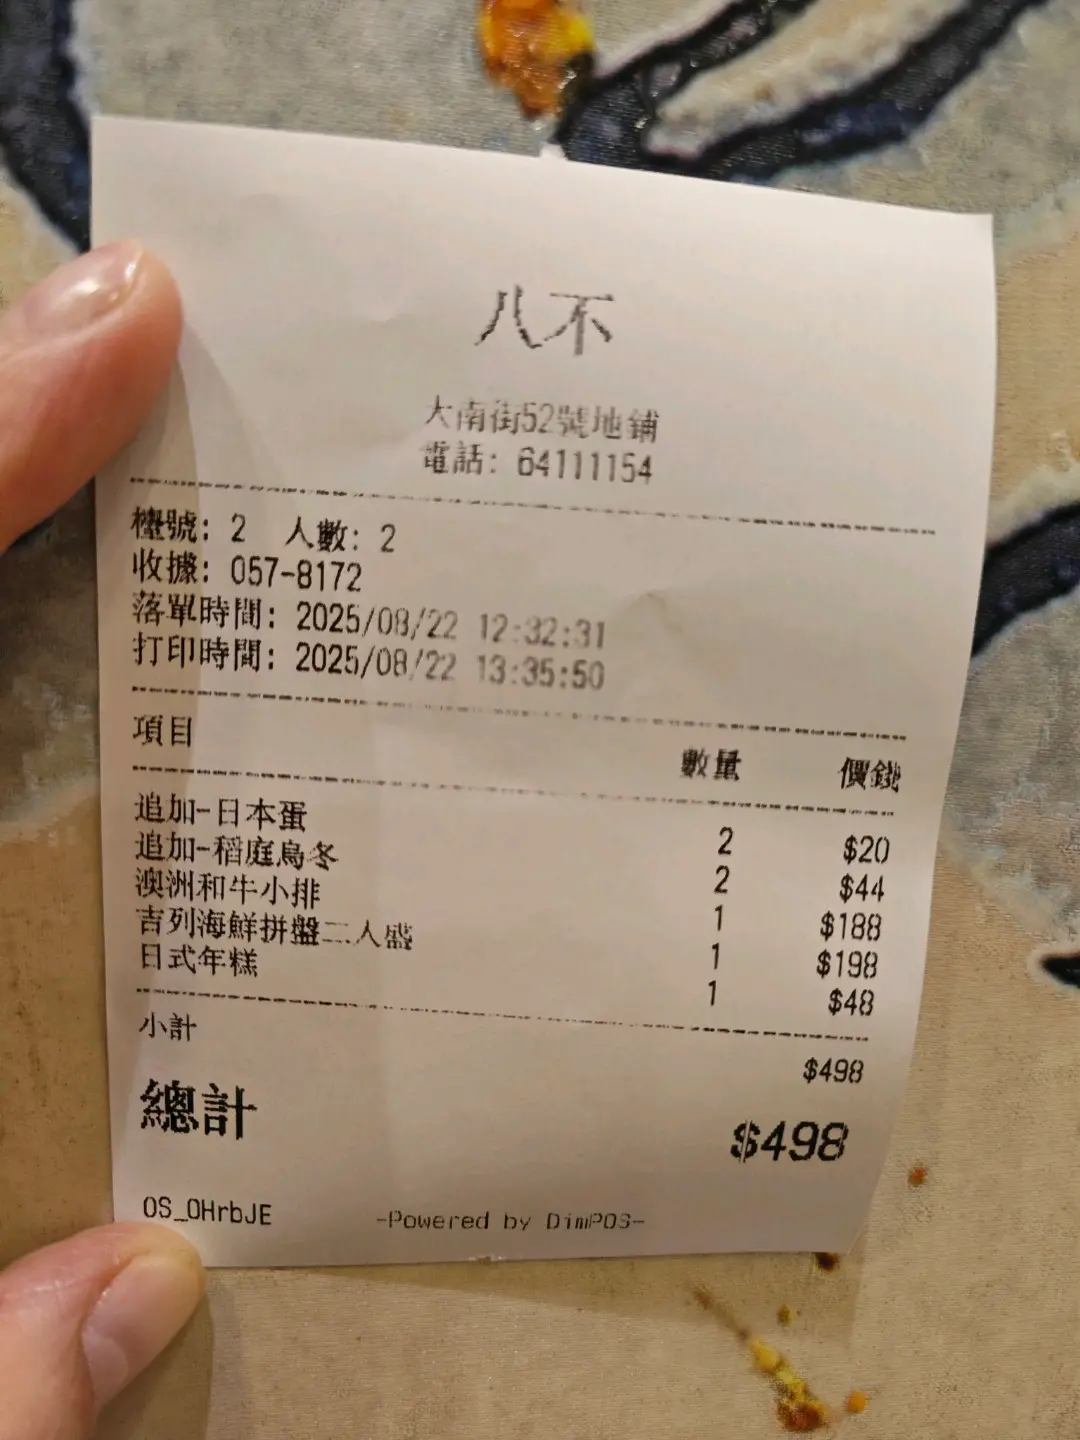 八不
大南街52號地鋪
電話: 64111154
檯號: 2 人數: 2
收據: 057-8172
落單時間: 2025/08/22 12:32:31
打印時間: 2025/08/22 13:35:50
項目 數量 價錢
追加-日本蛋 2 $20
追加-稻庭烏冬 2 $44
澳洲和牛小排 1 $188
吉列海鮮拼盤二人盛 1 $198
日式年糕 1 $48
小計 $498
總計 $498
OS_OHrbJE -Powered by DimPOS-